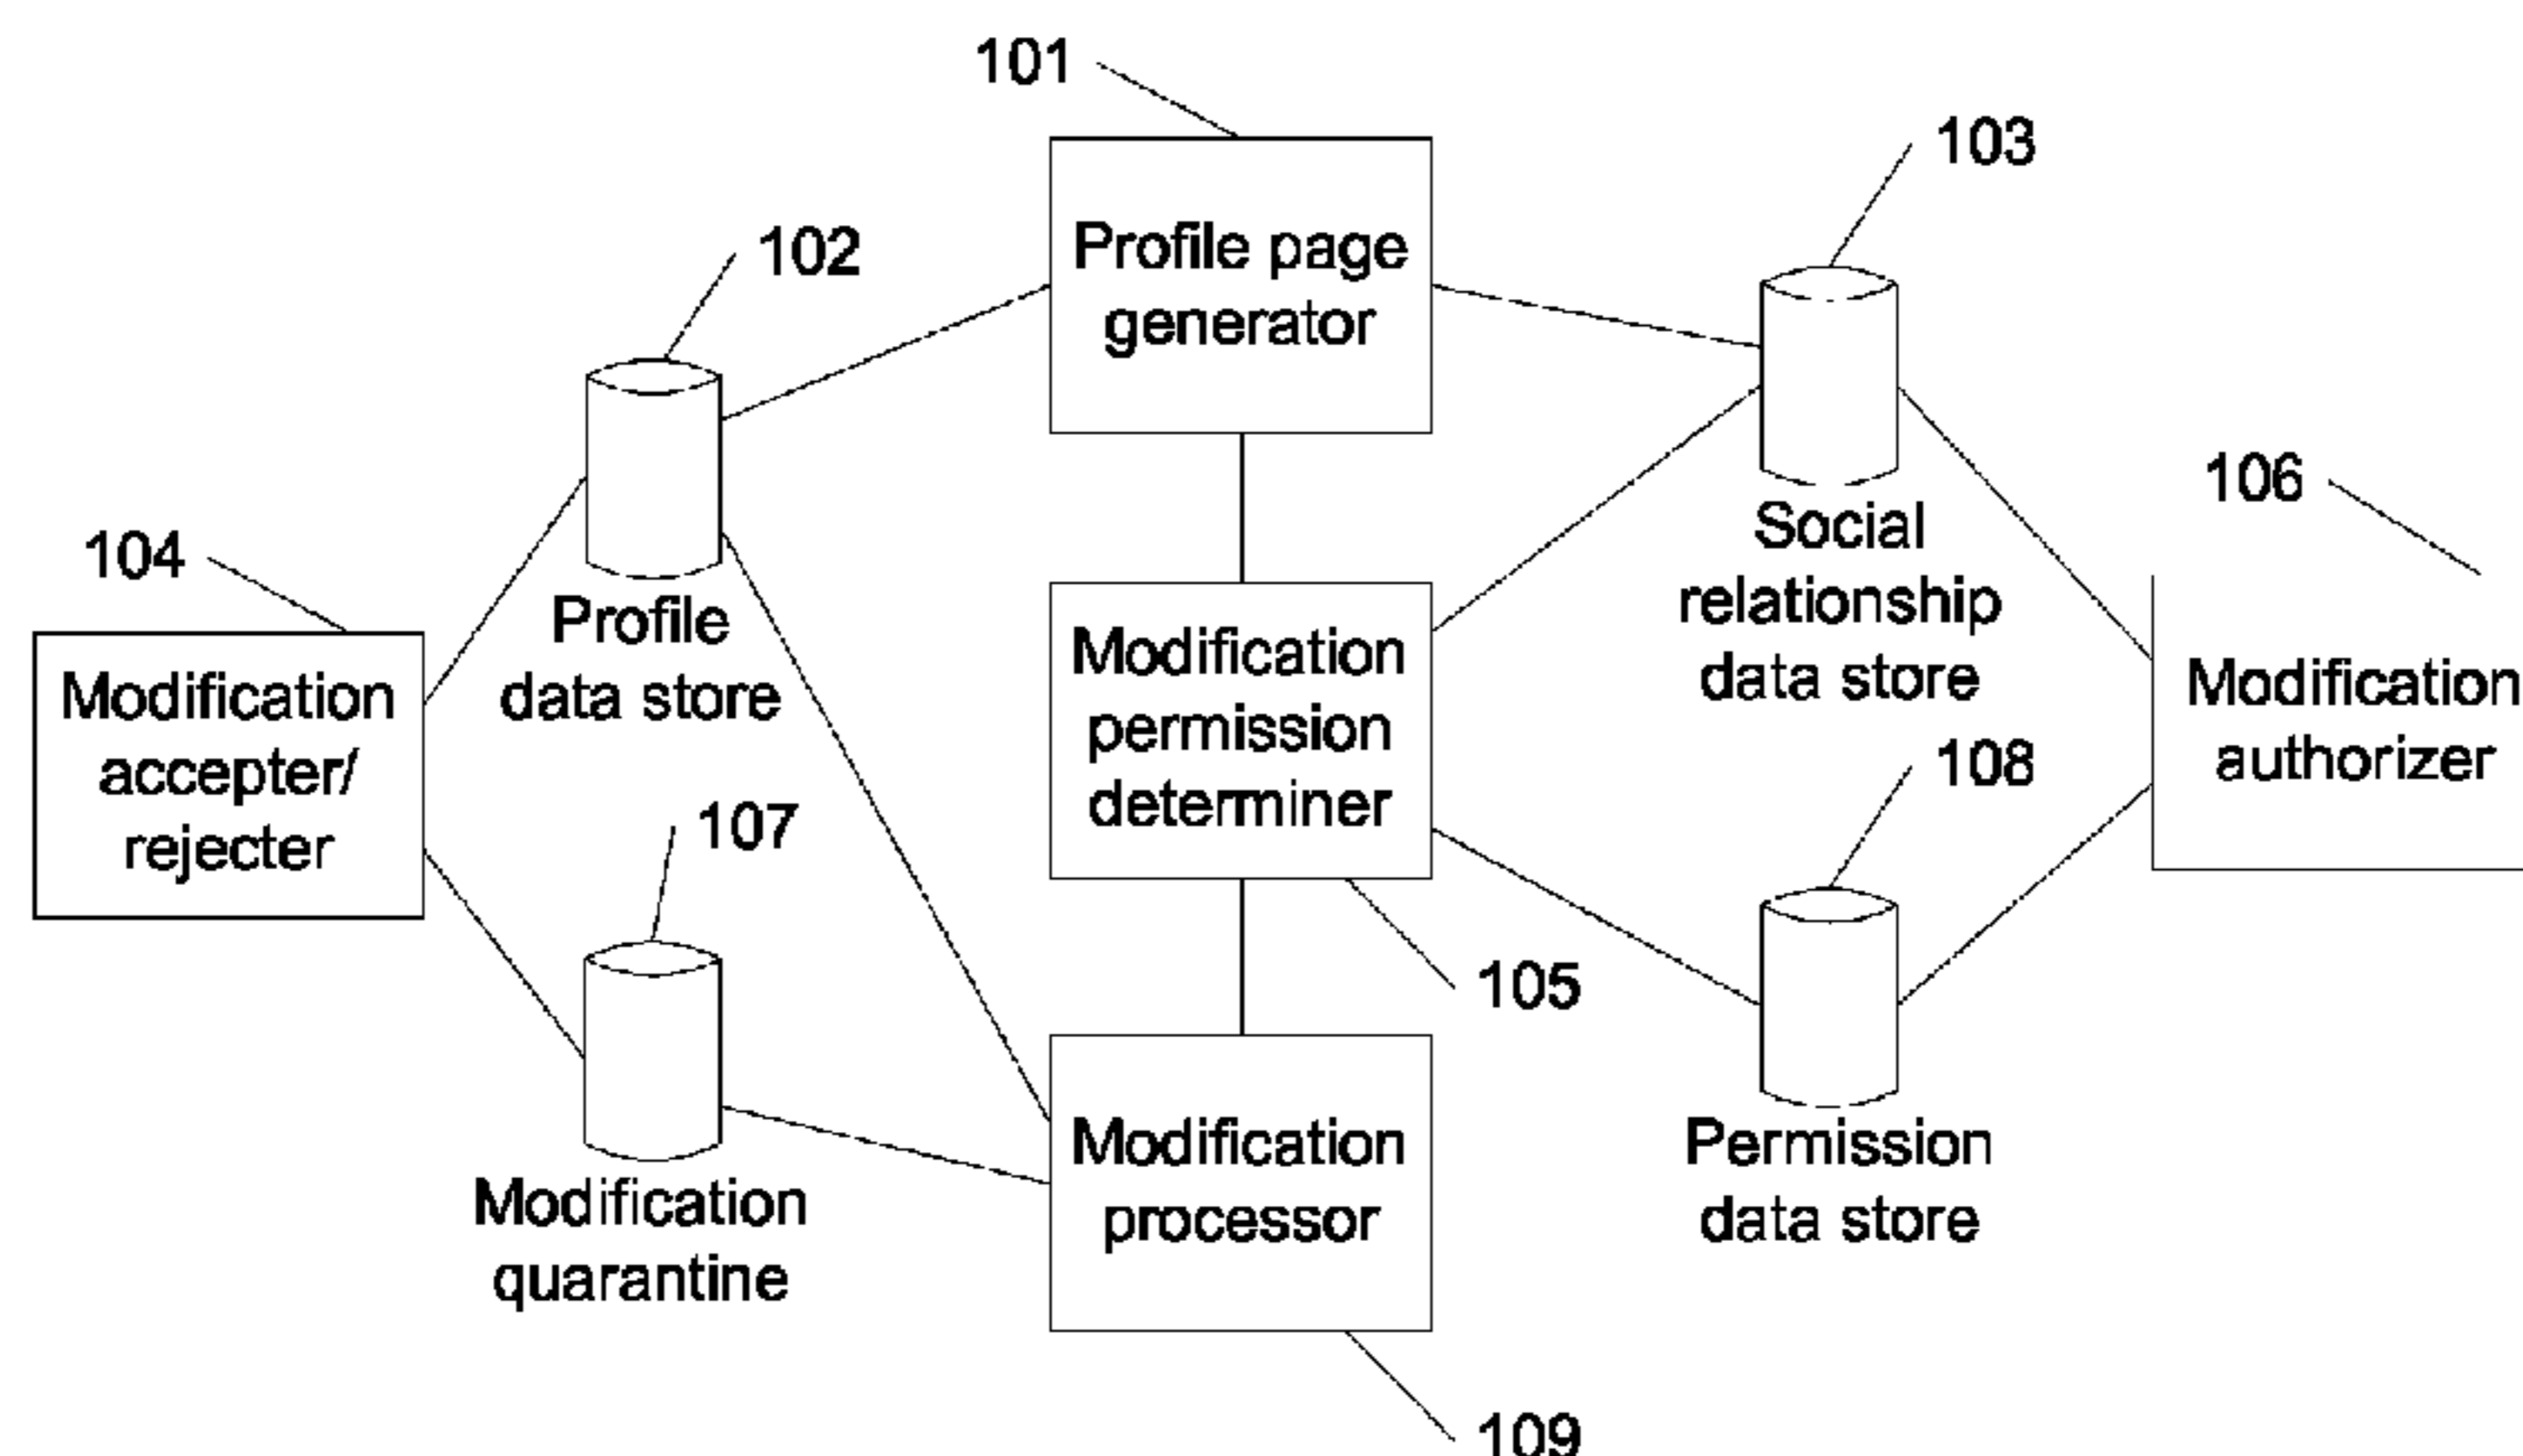 101
103
102
Profile page
generator
106
104
Social
relationship
data store
Profile
data store
Modification
accepter/
rejecter
Modification
permission
determiner
Modification
authorizer
107
108
105
Modification
quarantine
Modification
processor
Permission
data store
109